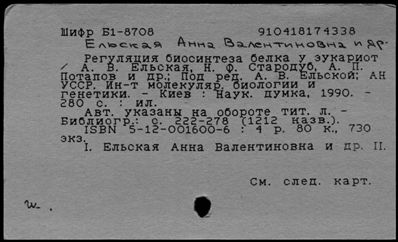 Шифр Б1-8708 910418174338
Ельская Анна Валентиновна и др.
Регуляция биосинтеза белка у эукариот
/ А. В. Ельская, Н. Ф. Стародуб, А. П.
Потапов и др.; Под ред. А. В. Ельской; АН
УССР. Ин-т молекуляр. биологии и
генетики. - Киев : Наук. думка, 1990. -
280 с. : ил.
Авт. указаны на обороте тит. л. -
Библиогр.: с. 222-278 (1212 назв.).
ISBN 5-12-001600-6 : 4 р. 80 к., 730
экз.
I. Ельская Анна Валентиновна и др. II.
См. след. карт.